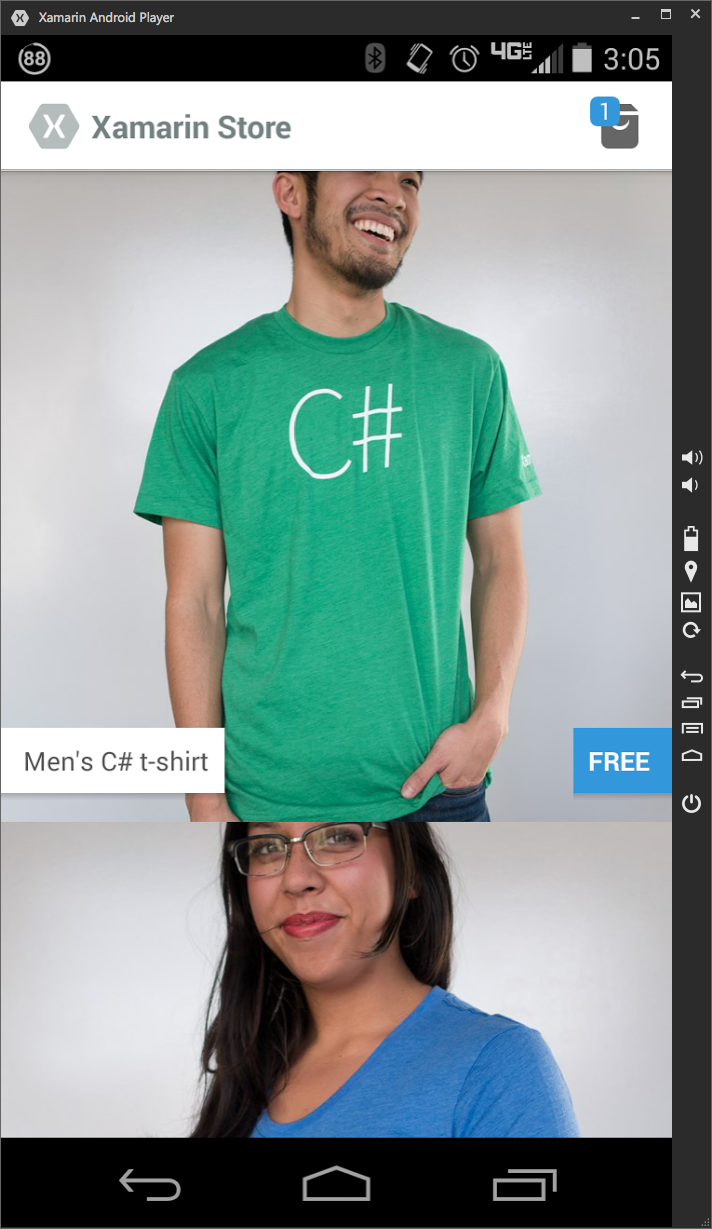 Xamarin Android Player
88
4G LTE
3:05
Xamarin Store
1
C#
Men's C# t-shirt
FREE